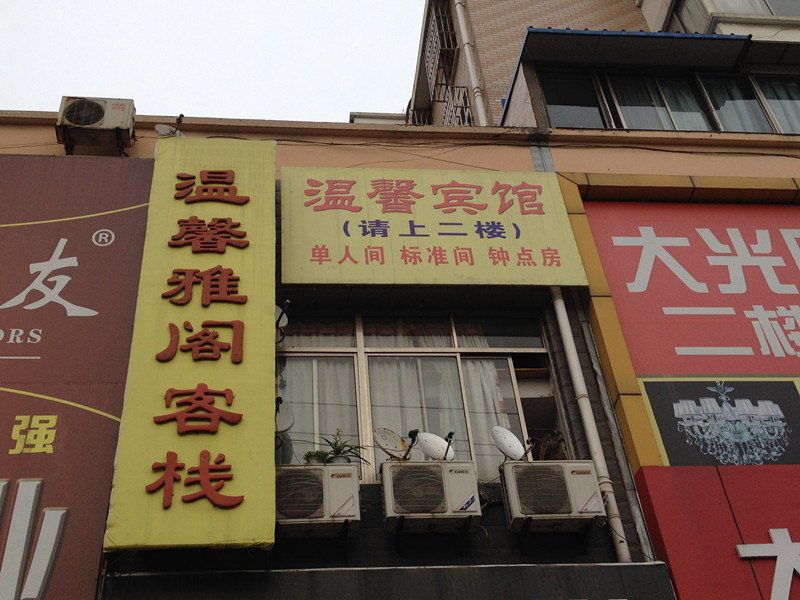 友®
ORS
强
温馨雅阁客栈
温馨宾馆
(请上二楼)
单人间 标准间 钟点房
大光
二楼
大